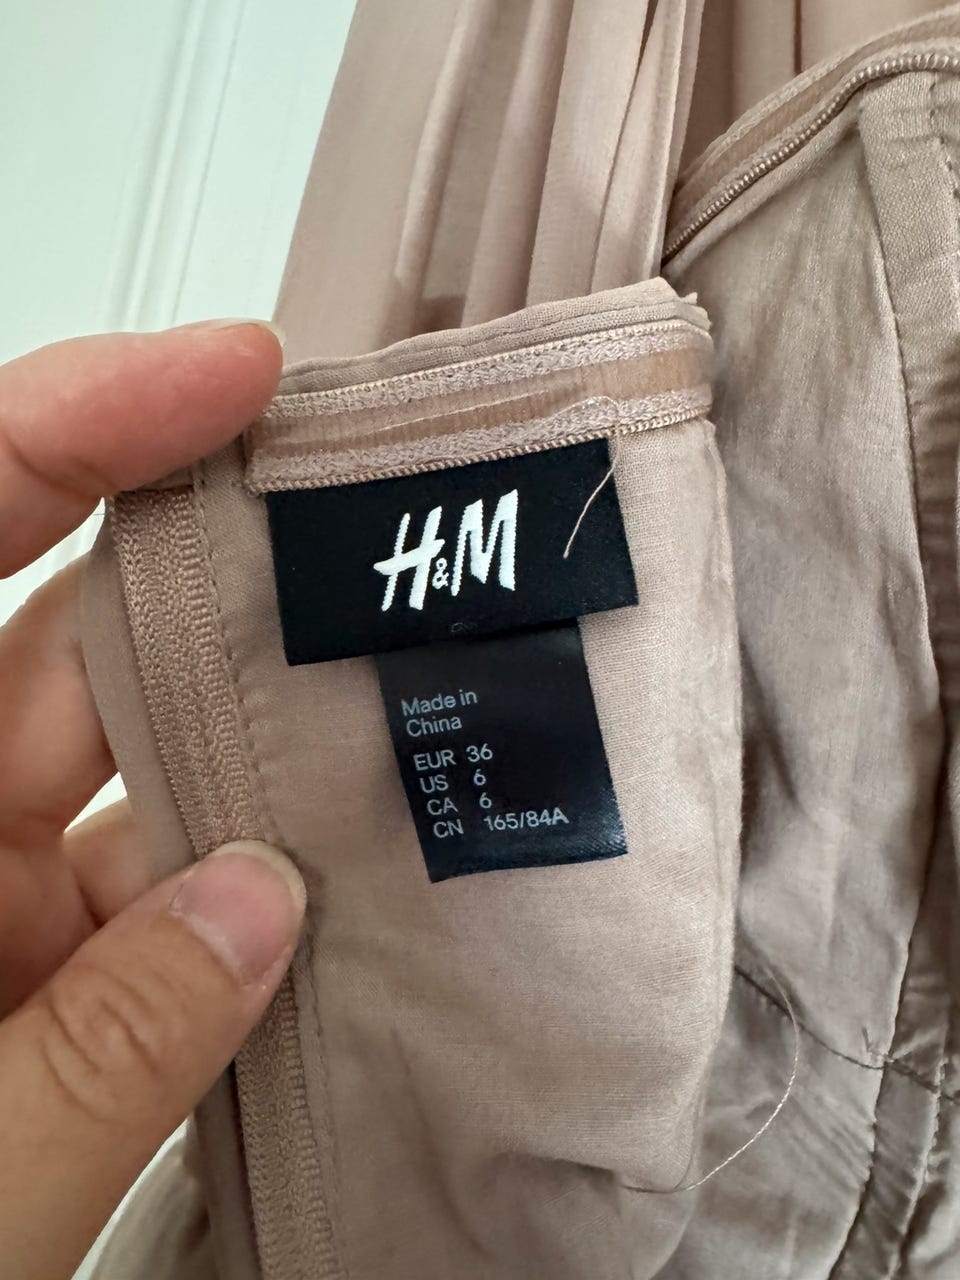 H&M
Made in
China
EUR 36
US 6
CA 6
CN 165/84A